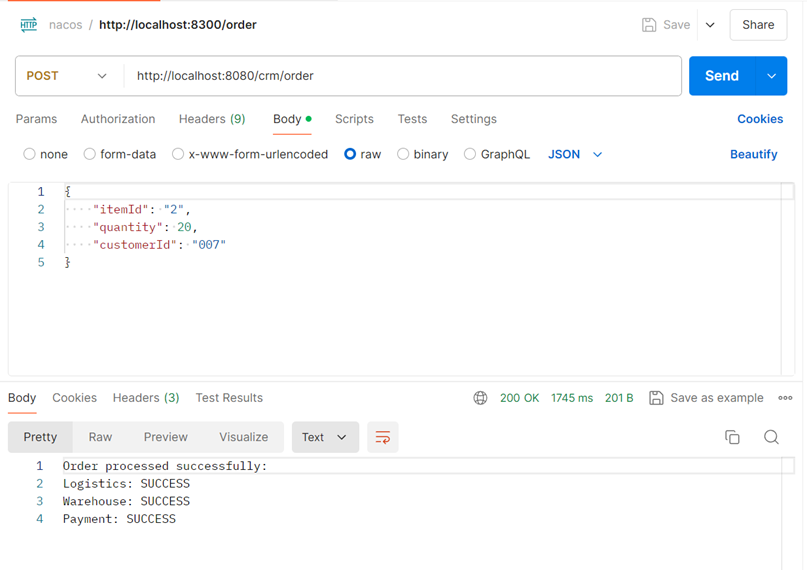 HTTP nacos / http://localhost:8300/order Save Share
POST http://localhost:8080/crm/order Send
Params Authorization Headers (9) Body Scripts Tests Settings Cookies
none form-data x-www-form-urlencoded raw binary GraphQL JSON Beautify
1 {
2 "itemId": "2",
3 "quantity": 20,
4 "customerId": "007"
5 }
Body Cookies Headers (3) Test Results 200 OK 1745 ms 201 B Save as example
Pretty Raw Preview Visualize Text
1 Order processed successfully:
2 Logistics: SUCCESS
3 Warehouse: SUCCESS
4 Payment: SUCCESS